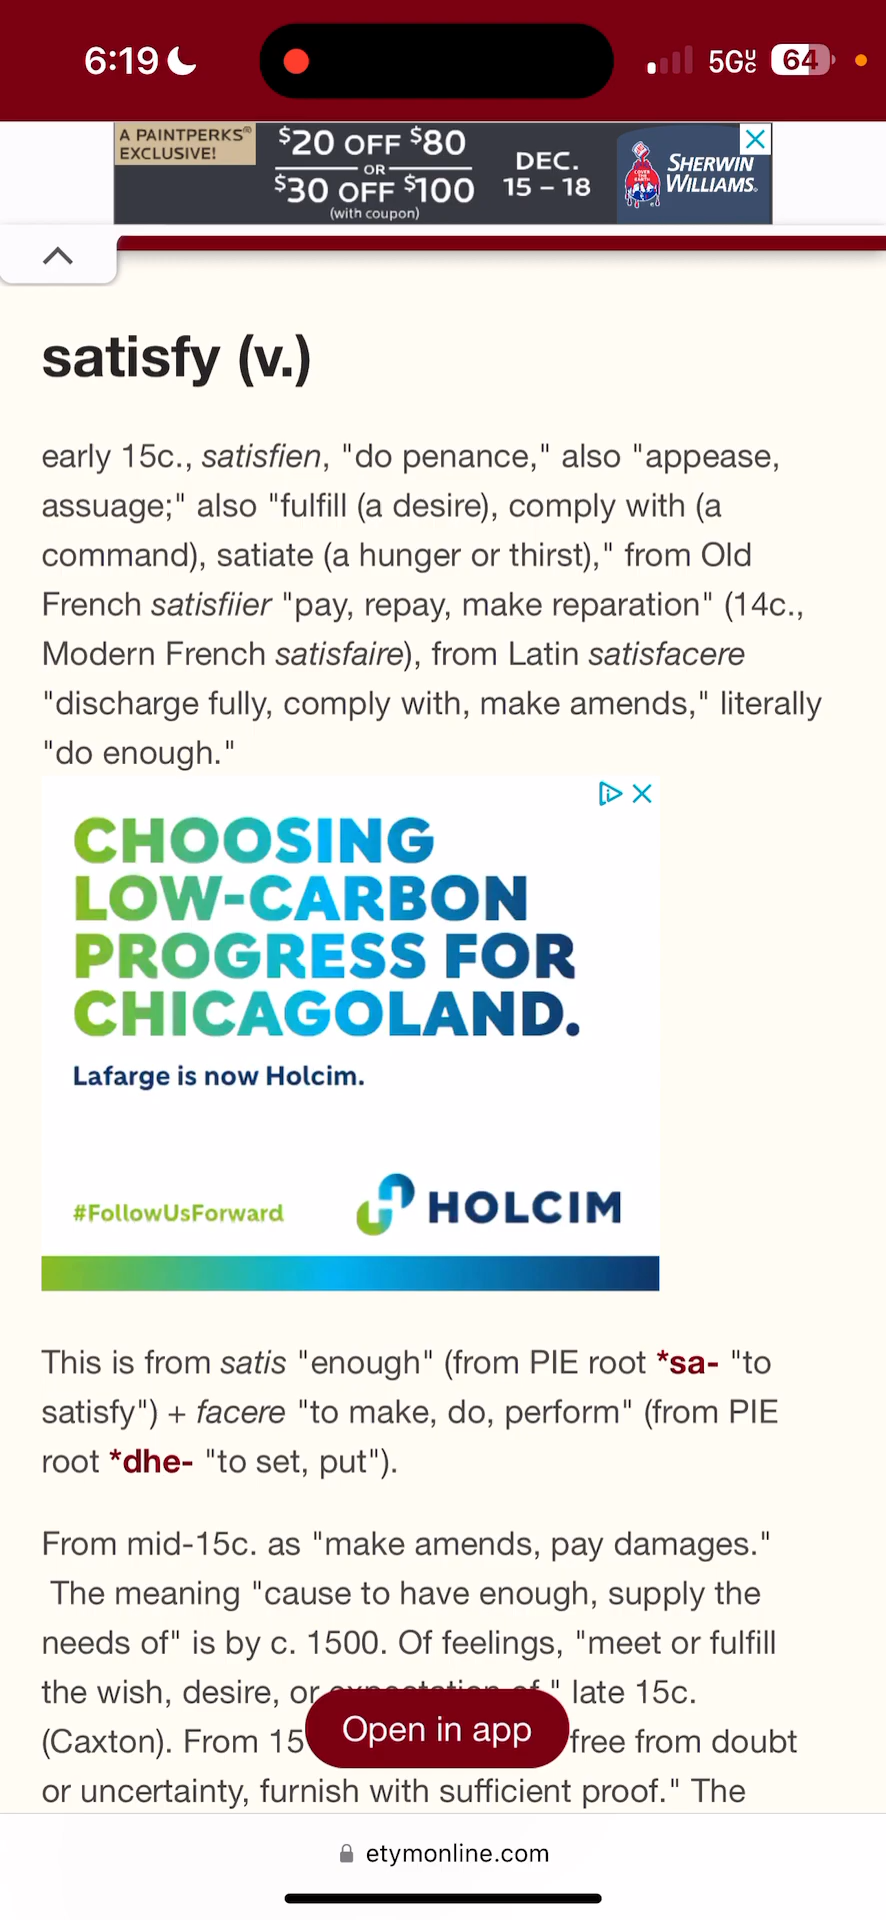 6:19
5G UC
64
A PAINTPERKS®
EXCLUSIVE!
$20 OFF $80
OR
$30 OFF $100
(with coupon)
DEC.
15 – 18
COVER THE EARTH
SHERWIN
WILLIAMS.
satisfy (v.)
early 15c., satisfien, "do penance," also "appease,
assuage;" also "fulfill (a desire), comply with (a
command), satiate (a hunger or thirst)," from Old
French satisfiier "pay, repay, make reparation" (14c.,
Modern French satisfaire), from Latin satisfacere
"discharge fully, comply with, make amends," literally
"do enough."
CHOOSING
LOW-CARBON
PROGRESS FOR
CHICAGOLAND.
Lafarge is now Holcim.
#FollowUsForward
HOLCIM
This is from satis "enough" (from PIE root *sa- "to
satisfy") + facere "to make, do, perform" (from PIE
root *dhe- "to set, put").
From mid-15c. as "make amends, pay damages."
The meaning "cause to have enough, supply the
needs of" is by c. 1500. Of feelings, "meet or fulfill
the wish, desire, or expectation of," late 15c.
(Caxton). From 15 free from doubt
Open in app
or uncertainty, furnish with sufficient proof." The
etymonline.com